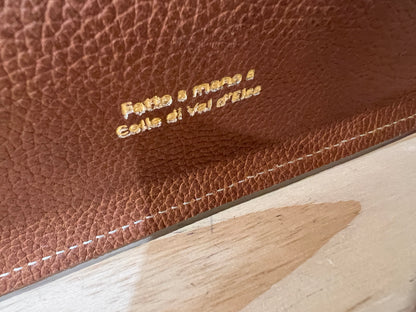 Fatto a mano a
Colle di Val d'Elsa